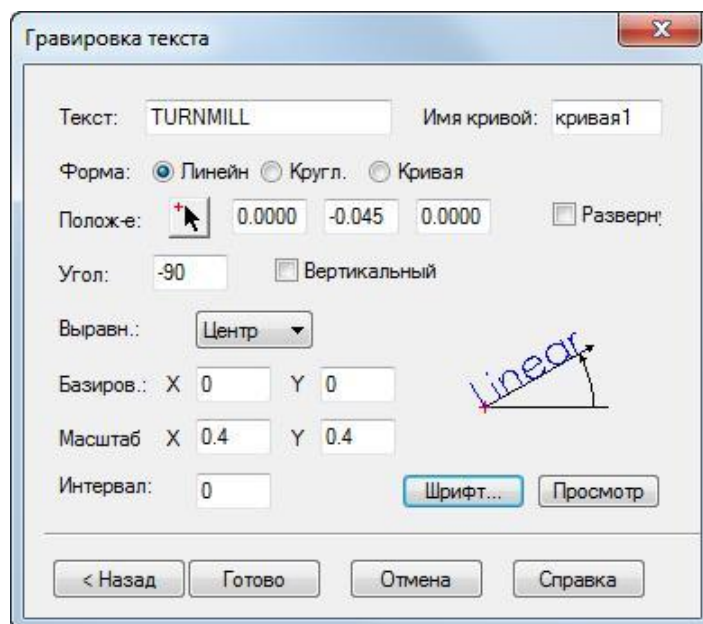 Гравировка текста
Текст: TURNMILL Имя кривой: кривая1
Форма: Линейн Кругл. Кривая
Полож-е: 0.0000 -0.045 0.0000 Разверн
Угол: -90 Вертикальный
Выравн.: Центр
Базиров.: X 0 Y 0
Linear
Масштаб X 0.4 Y 0.4
Интервал: 0 Шрифт... Просмотр
< Назад Готово Отмена Справка